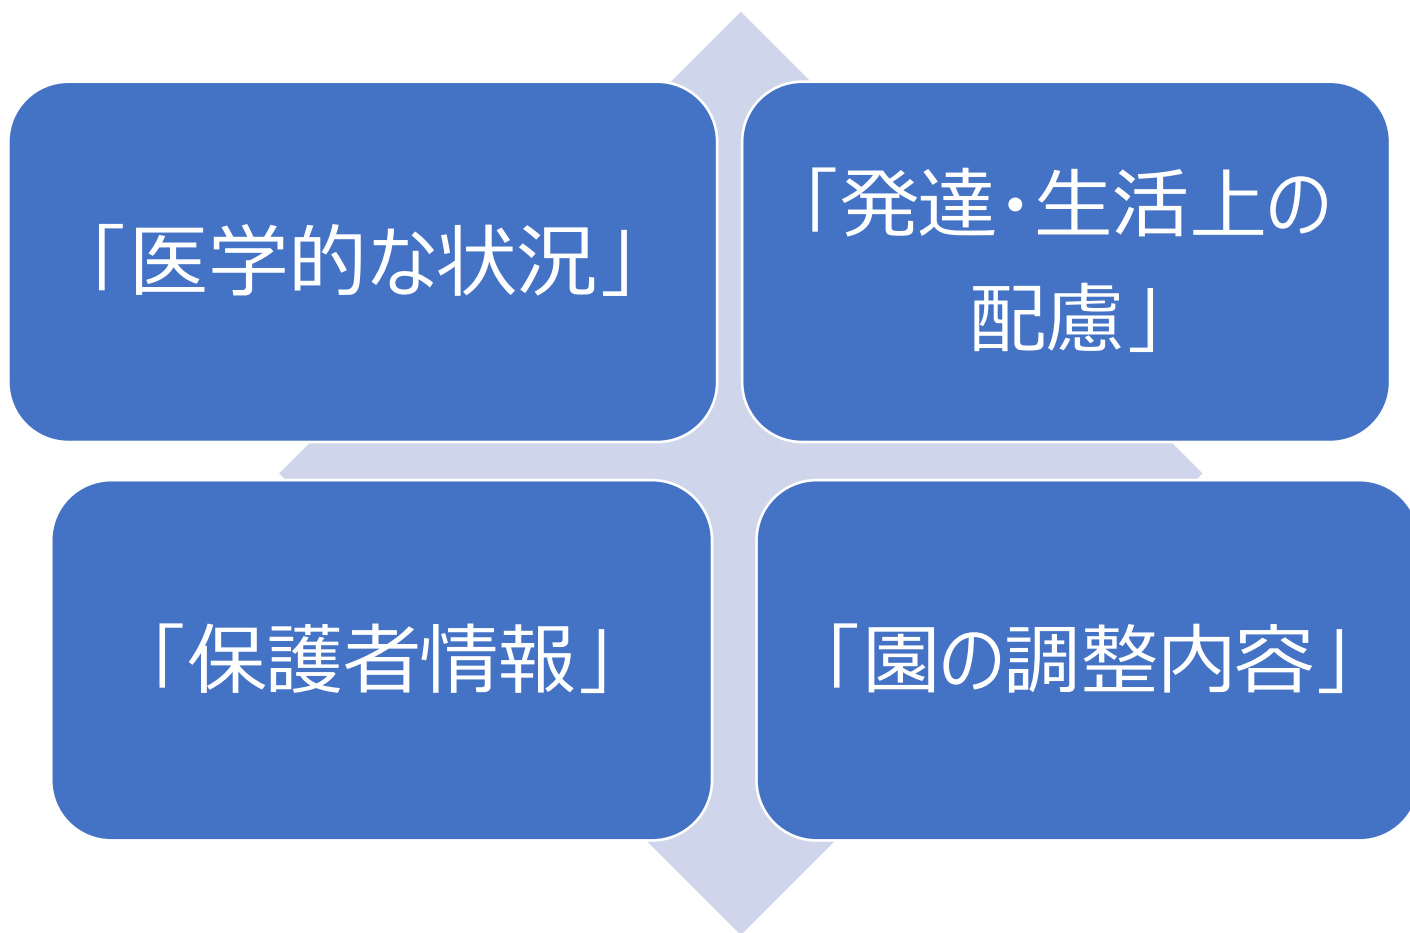 「医学的な状況」
「発達・生活上の
配慮」
「保護者情報」
「園の調整内容」